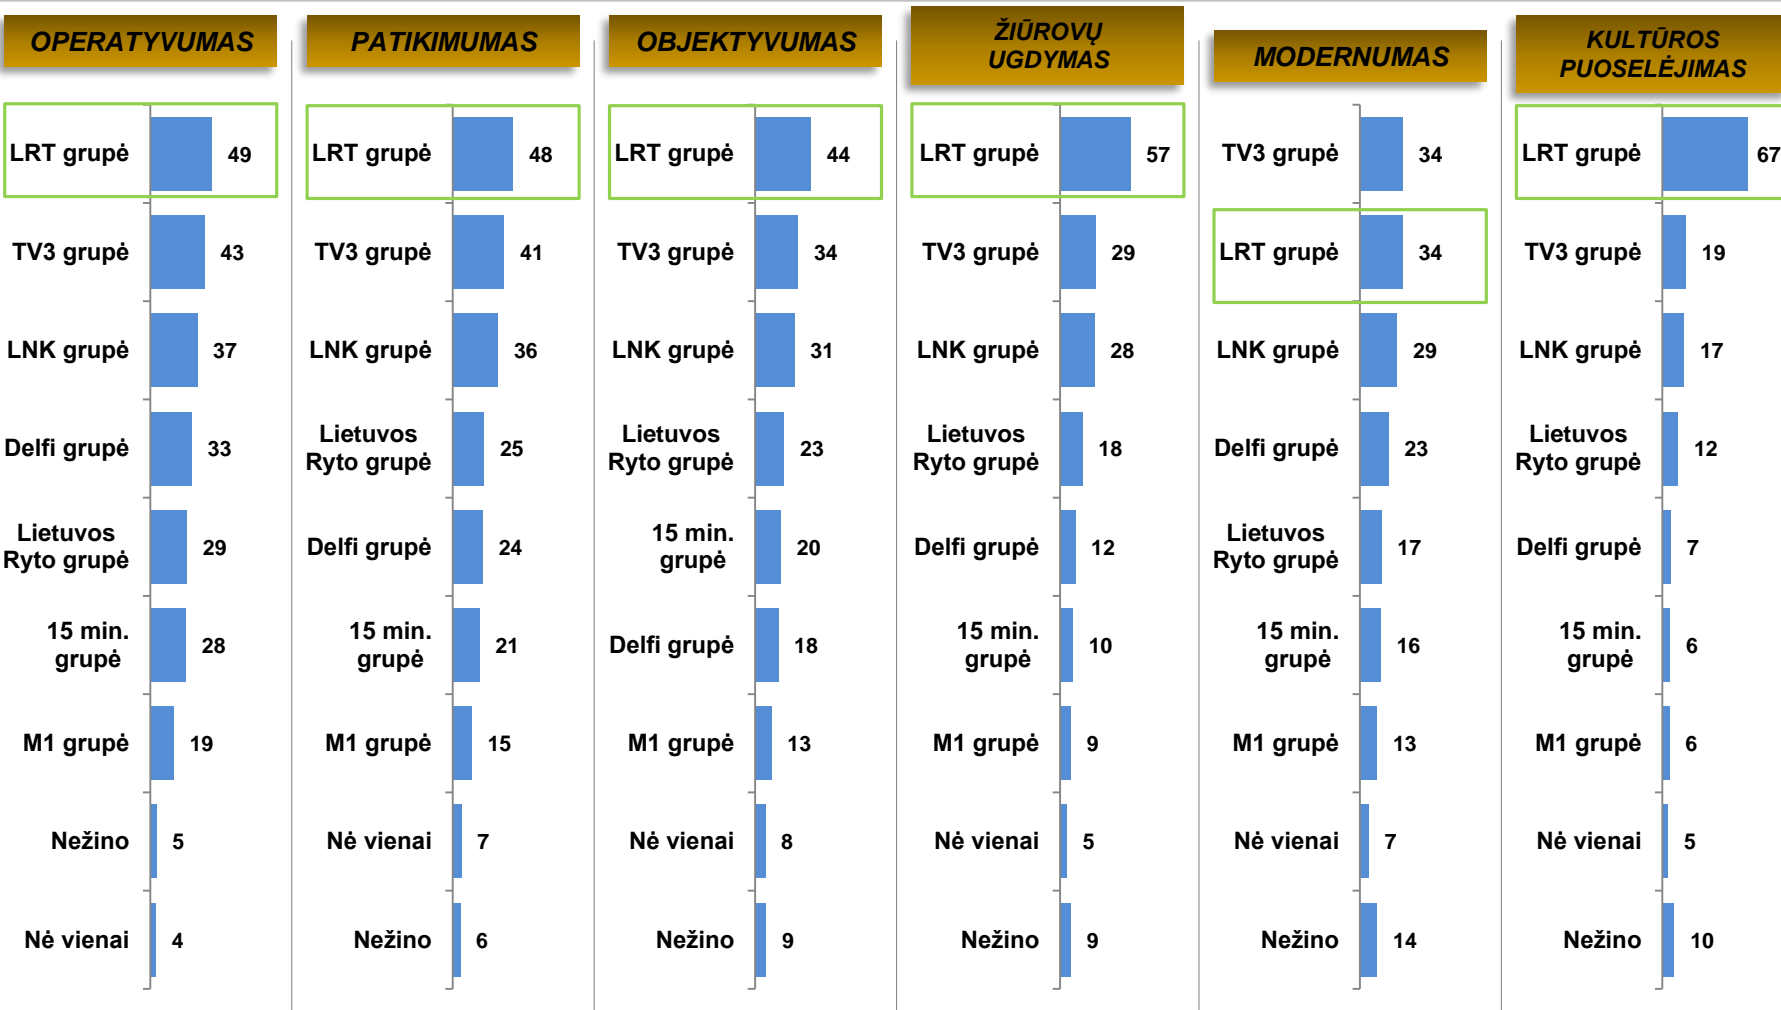 OPERATYVUMAS
LRT grupė 49
TV3 grupė 43
LNK grupė 37
Delfi grupė 33
Lietuvos
Ryto grupė 29
15 min.
grupė 28
M1 grupė 19
Nežino 5
Nė vienai 4
PATIKIMUMAS
LRT grupė 48
TV3 grupė 41
LNK grupė 36
Lietuvos
Ryto grupė 25
Delfi grupė 24
15 min.
grupė 21
M1 grupė 15
Nė vienai 7
Nežino 6
OBJEKTYVUMAS
LRT grupė 44
TV3 grupė 34
LNK grupė 31
Lietuvos
Ryto grupė 23
15 min.
grupė 20
Delfi grupė 18
M1 grupė 13
Nė vienai 8
Nežino 9
ŽIŪROVŲ
UGDYMAS
LRT grupė 57
TV3 grupė 29
LNK grupė 28
Lietuvos
Ryto grupė 18
Delfi grupė 12
15 min.
grupė 10
M1 grupė 9
Nė vienai 5
Nežino 9
MODERNUMAS
TV3 grupė 34
LRT grupė 34
LNK grupė 29
Delfi grupė 23
Lietuvos
Ryto grupė 17
15 min.
grupė 16
M1 grupė 13
Nė vienai 7
Nežino 14
KULTŪROS
PUOSELĖJIMAS
LRT grupė 67
TV3 grupė 19
LNK grupė 17
Lietuvos
Ryto grupė 12
Delfi grupė 7
15 min.
grupė 6
M1 grupė 6
Nė vienai 5
Nežino 10